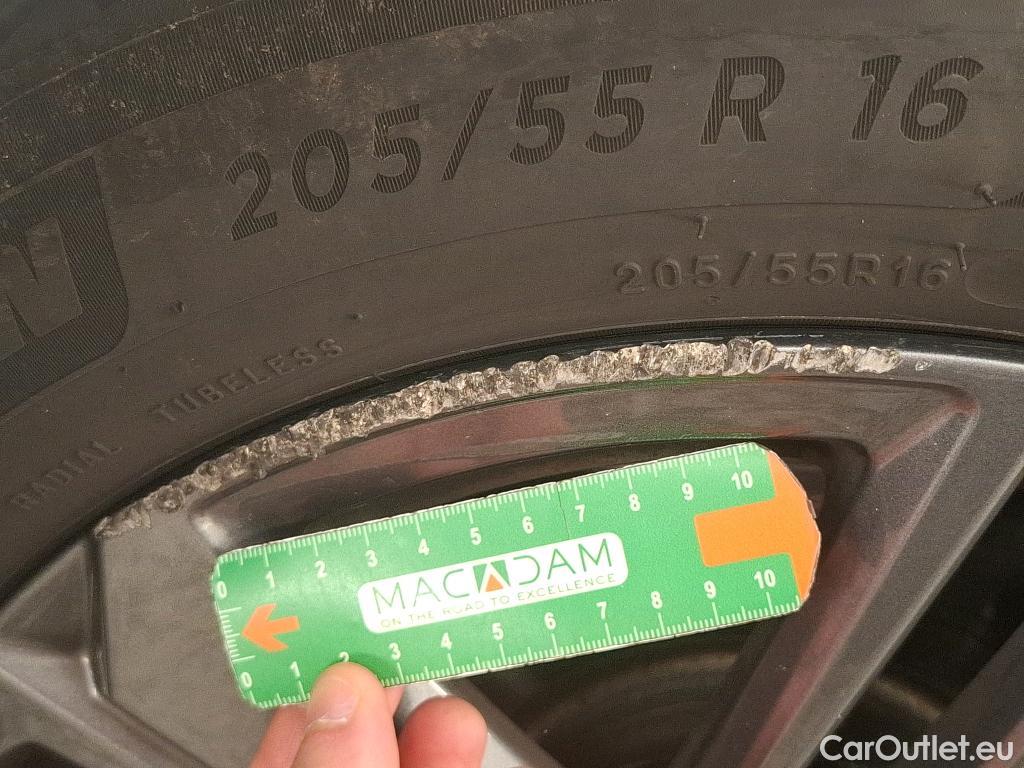 205/55 R 16
205/55R16
RADIAL TUBELESS
0 1 2 3 4 5 6 7 8 9 10
MACADAM
ON THE ROAD TO EXCELLENCE
0 1 2 3 4 5 6 7 8 9 10
CarOutlet.eu